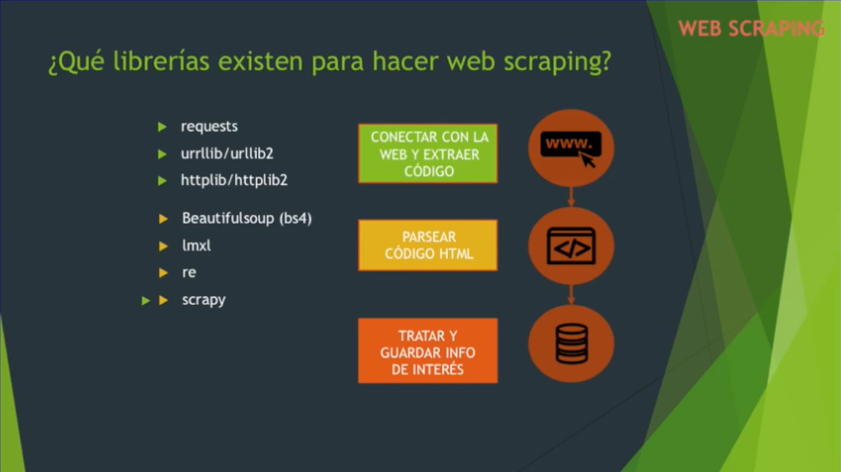 WEB SCRAPING
¿Qué librerías existen para hacer web scraping?
requests
urrllib/urllib2
httplib/httplib2
Beautifulsoup (bs4)
lmxl
re
scrapy
CONECTAR CON LA
WEB Y EXTRAER
CÓDIGO
www.
PARSEAR
CÓDIGO HTML
</>
TRATAR Y
GUARDAR INFO
DE INTERÉS